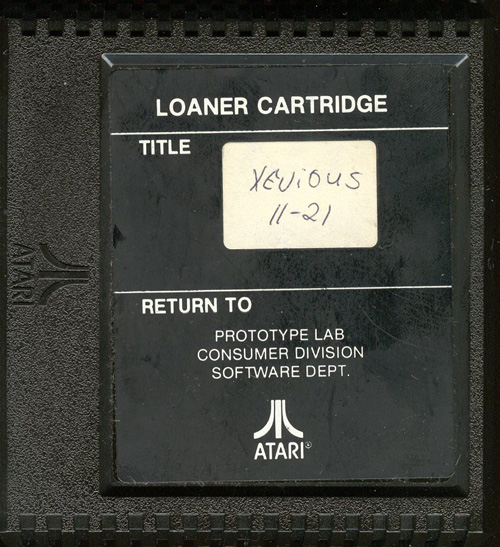 LOANER CARTRIDGE
TITLE
XEVIOUS
11-21
RETURN TO
PROTOTYPE LAB
CONSUMER DIVISION
SOFTWARE DEPT.
ATARI®
ATARI